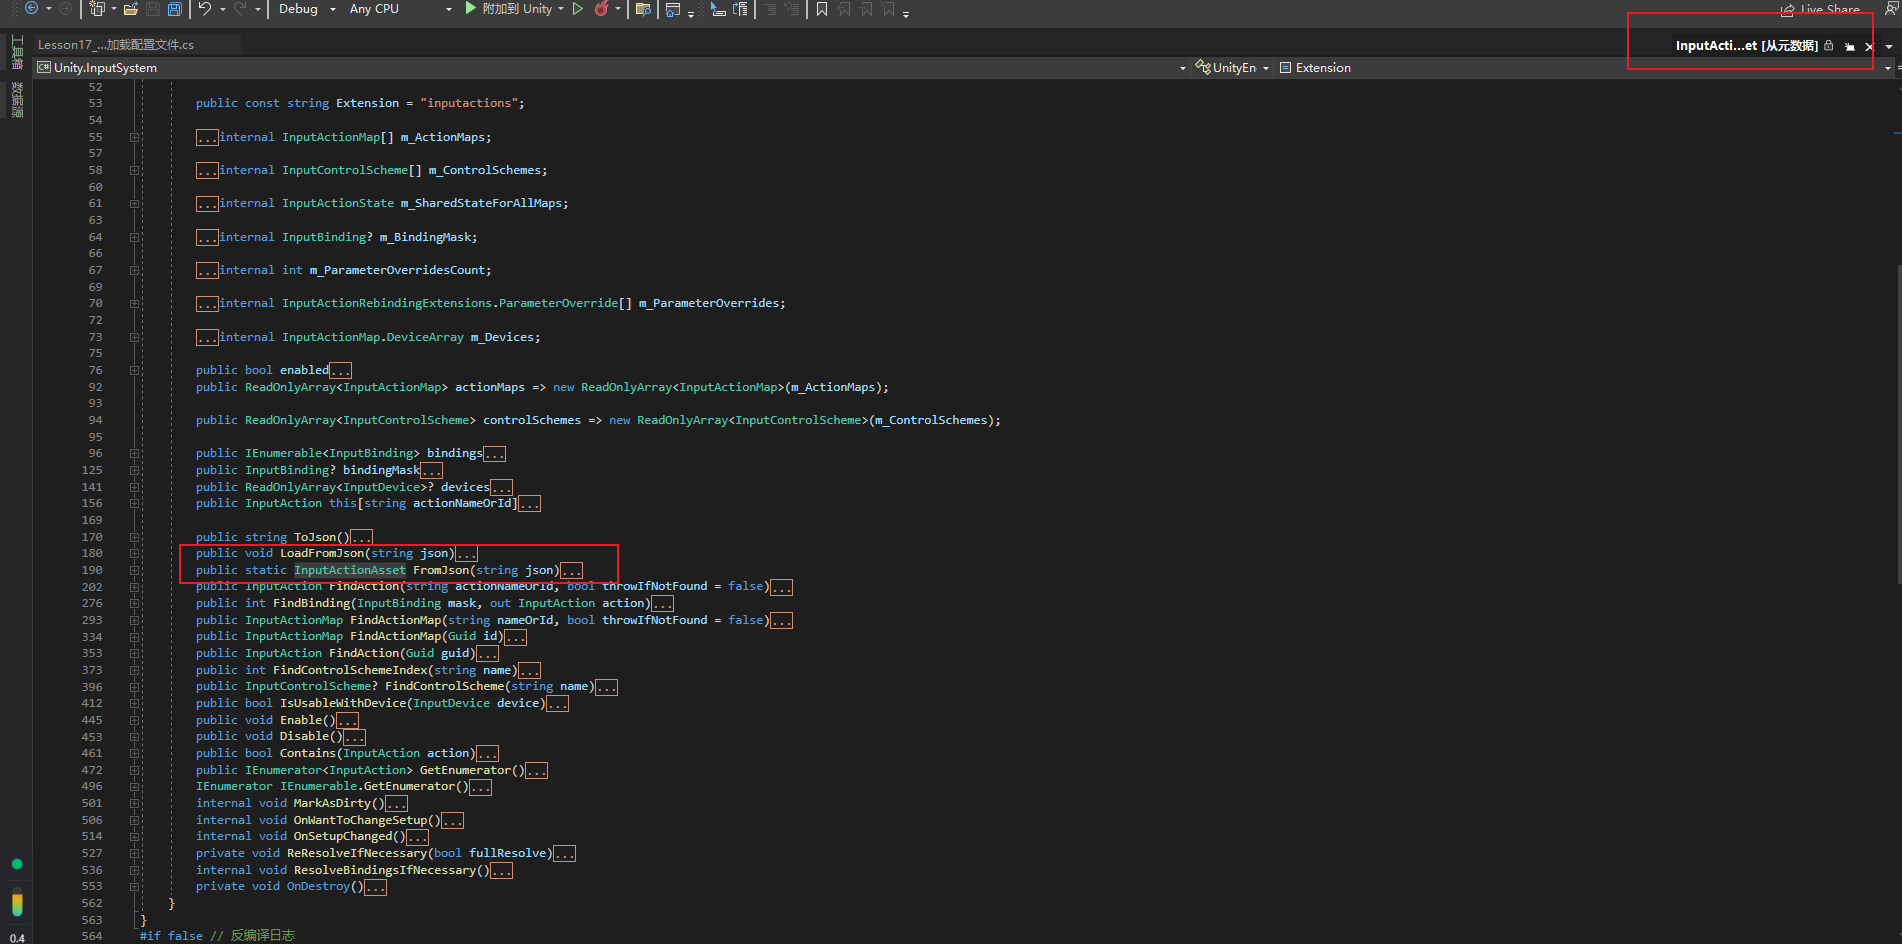 Debug
Any CPU
附加到 Unity
Live Share
工具箱
数据源
Lesson17_...加载配置文件.cs
InputActi...et [从元数据]
C# Unity.InputSystem
UnityEn
Extension
52
53 public const string Extension = "inputactions";
54
55 ...internal InputActionMap[] m_ActionMaps;
57
58 ...internal InputControlScheme[] m_ControlSchemes;
60
61 ...internal InputActionState m_SharedStateForAllMaps;
63
64 ...internal InputBinding? m_BindingMask;
66
67 ...internal int m_ParameterOverridesCount;
69
70 ...internal InputActionRebindingExtensions.ParameterOverride[] m_ParameterOverrides;
72
73 ...internal InputActionMap.DeviceArray m_Devices;
75
76 public bool enabled...
92 public ReadOnlyArray<InputActionMap> actionMaps => new ReadOnlyArray<InputActionMap>(m_ActionMaps);
93
94 public ReadOnlyArray<InputControlScheme> controlSchemes => new ReadOnlyArray<InputControlScheme>(m_ControlSchemes);
95
96 public IEnumerable<InputBinding> bindings...
125 public InputBinding? bindingMask...
141 public ReadOnlyArray<InputDevice>? devices...
156 public InputAction this[string actionNameOrId]...
169
170 public string ToJson()...
180 public void LoadFromJson(string json)...
190 public static InputActionAsset FromJson(string json)...
202 public InputAction FindAction(string actionNameOrId, bool throwIfNotFound = false)...
276 public int FindBinding(InputBinding mask, out InputAction action)...
293 public InputActionMap FindActionMap(string nameOrId, bool throwIfNotFound = false)...
334 public InputActionMap FindActionMap(Guid id)...
353 public InputAction FindAction(Guid guid)...
373 public int FindControlSchemeIndex(string name)...
396 public InputControlScheme? FindControlScheme(string name)...
412 public bool IsUsableWithDevice(InputDevice device)...
445 public void Enable()...
453 public void Disable()...
461 public bool Contains(InputAction action)...
472 public IEnumerator<InputAction> GetEnumerator()...
496 IEnumerator IEnumerable.GetEnumerator()...
501 internal void MarkAsDirty()...
506 internal void OnWantToChangeSetup()...
514 internal void OnSetupChanged()...
527 private void ReResolveIfNecessary(bool fullResolve)...
536 internal void ResolveBindingsIfNecessary()...
553 private void OnDestroy()...
562 }
563 }
564 #if false // 反编译日志
0.4